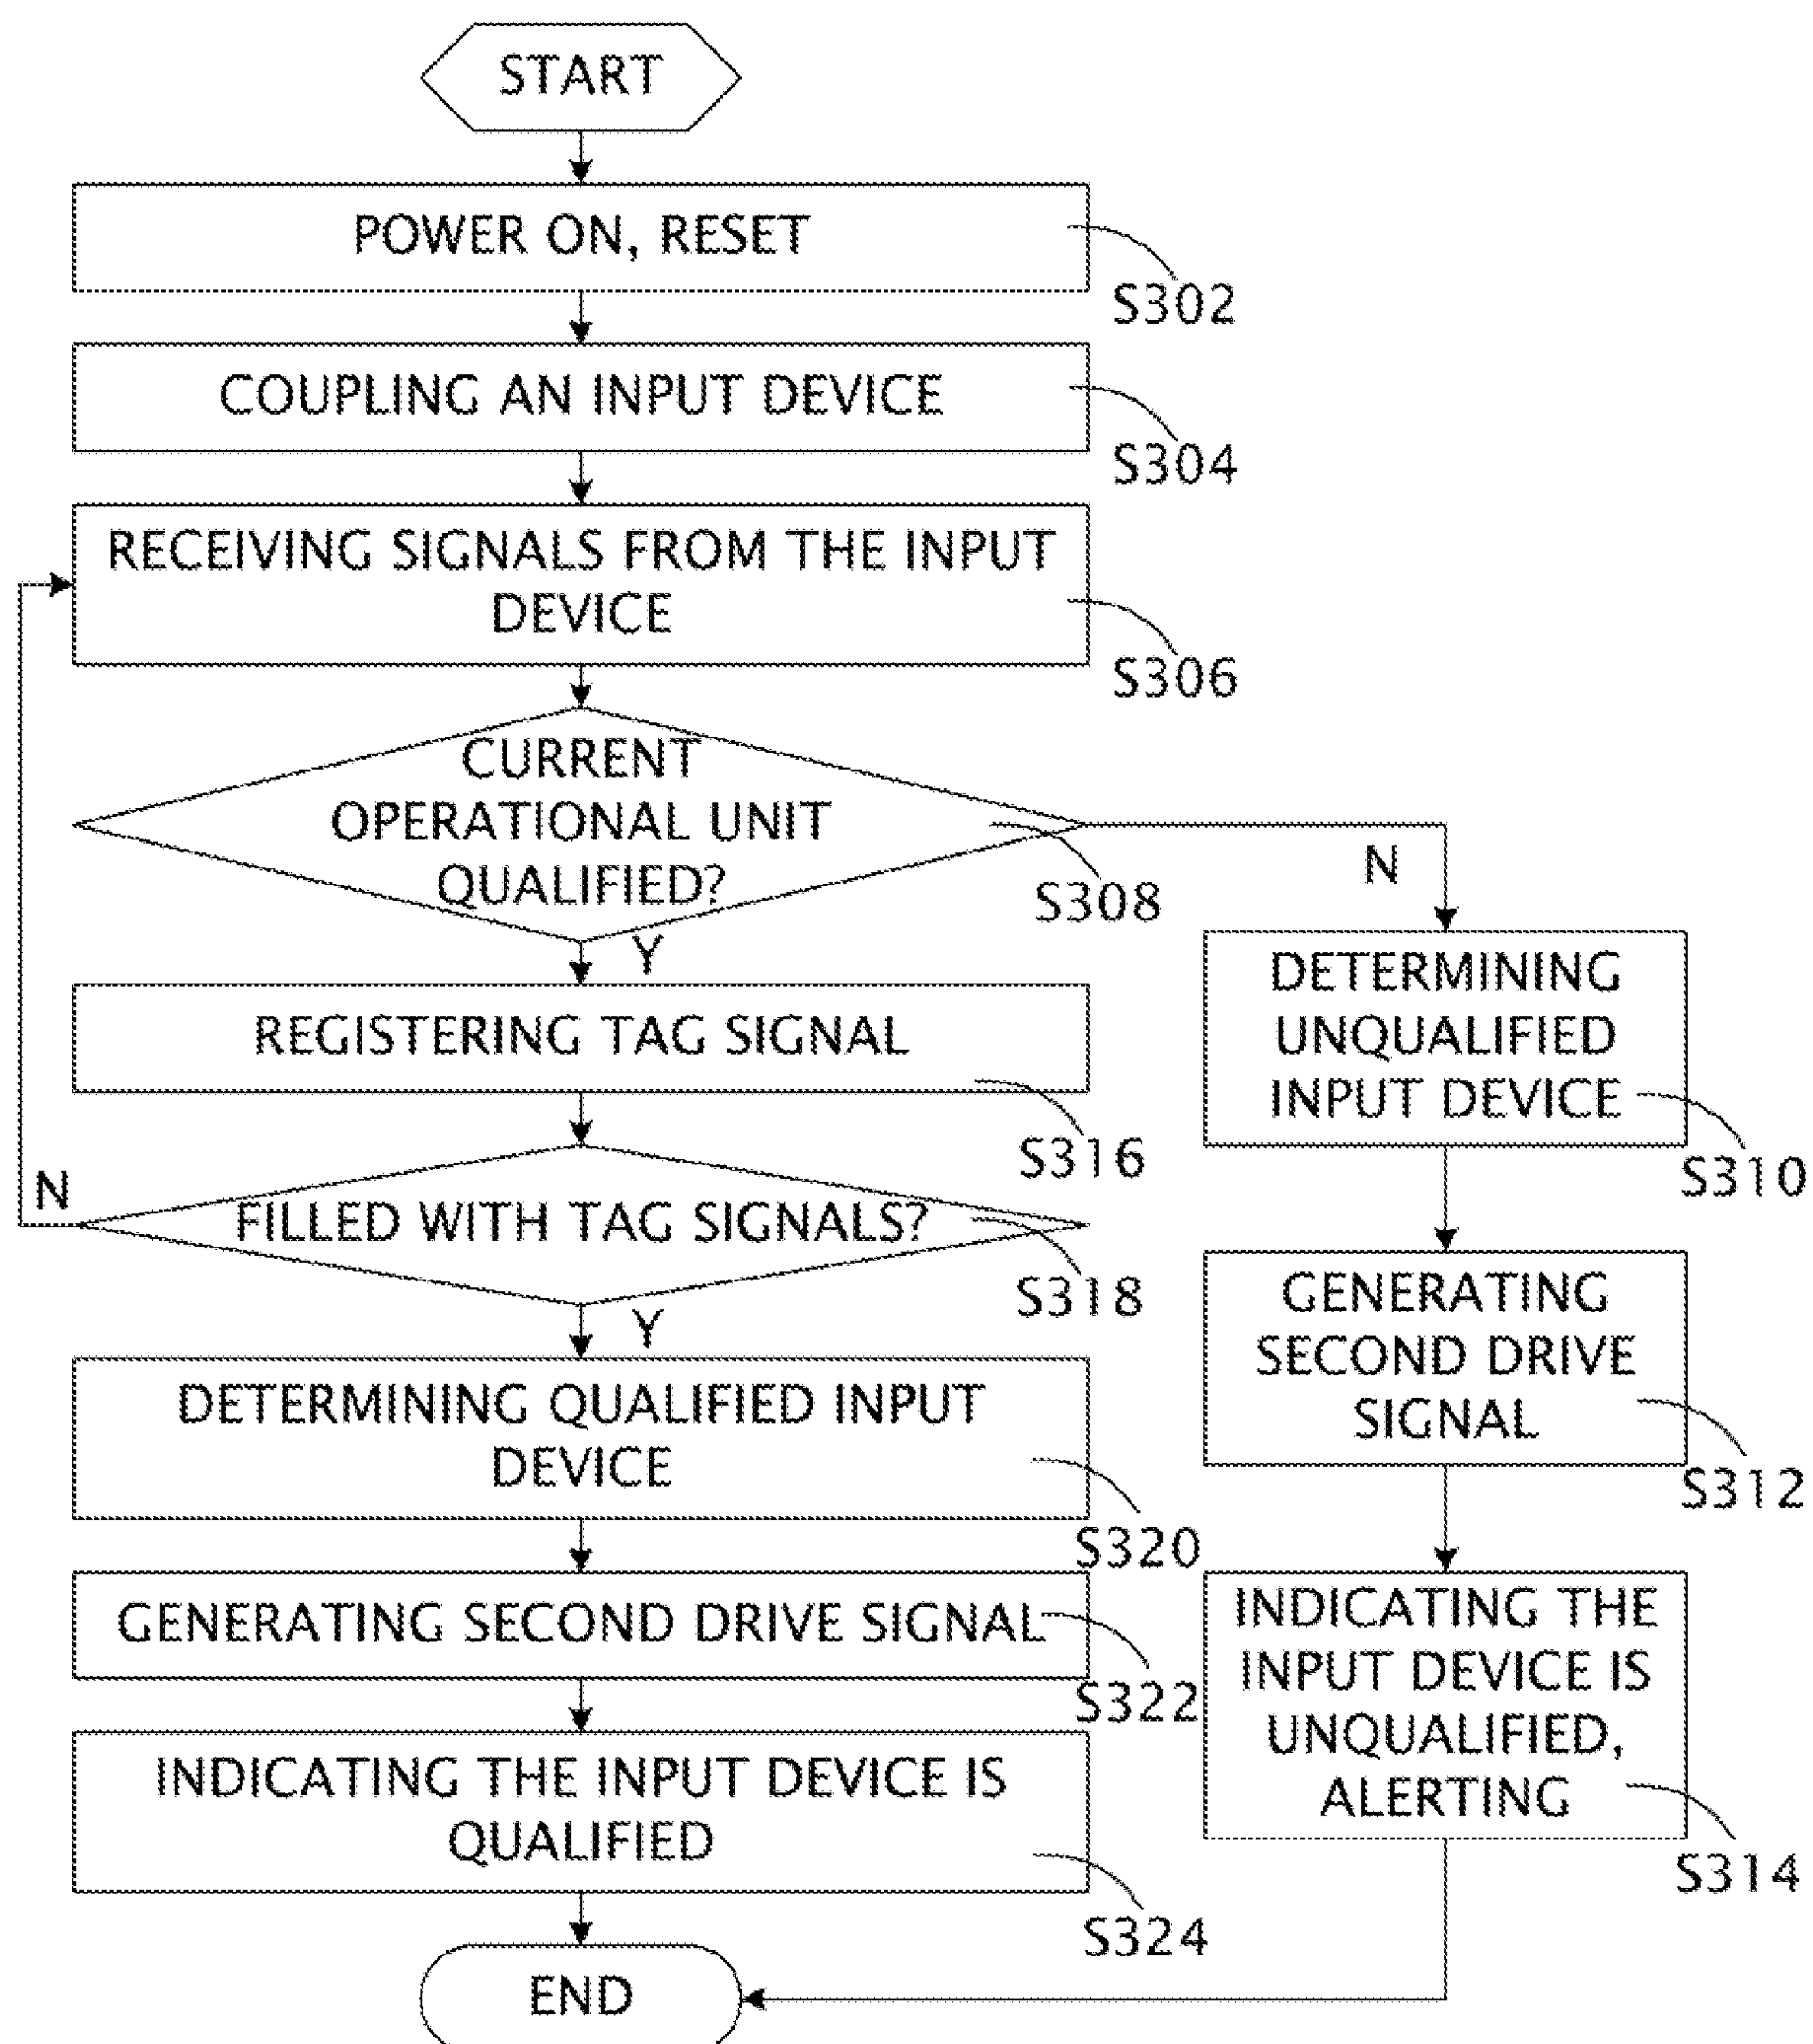 START
POWER ON, RESET
S302
COUPLING AN INPUT DEVICE
S304
RECEIVING SIGNALS FROM THE INPUT
DEVICE
S306
CURRENT
OPERATIONAL UNIT
QUALIFIED?
S308
N
Y
DETERMINING
UNQUALIFIED
INPUT DEVICE
S310
GENERATING
SECOND DRIVE
SIGNAL
S312
INDICATING THE
INPUT DEVICE IS
UNQUALIFIED,
ALERTING
S314
REGISTERING TAG SIGNAL
S316
FILLED WITH TAG SIGNALS?
S318
N
Y
DETERMINING QUALIFIED INPUT
DEVICE
S320
GENERATING SECOND DRIVE SIGNAL
S322
INDICATING THE INPUT DEVICE IS
QUALIFIED
S324
END